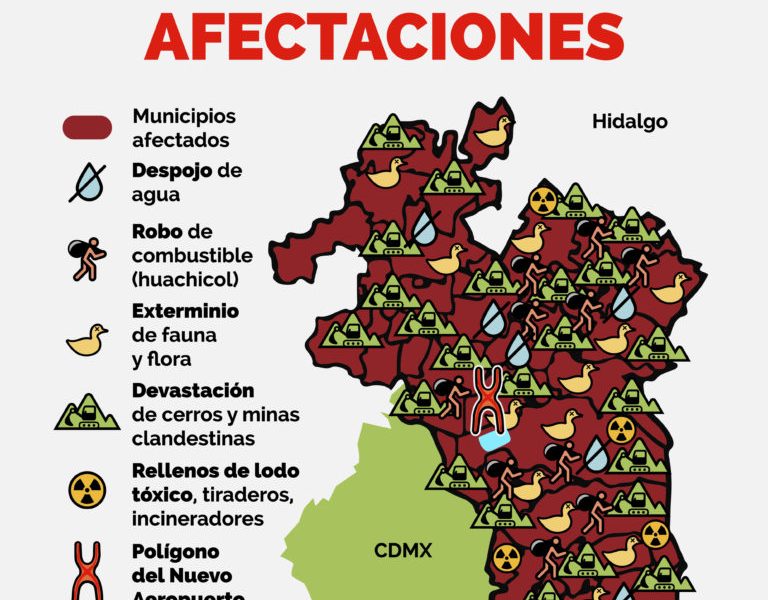 AFECTACIONES
Municipios
afectados
Despojo de
agua
Robo de
combustible
(huachicol)
Exterminio
de fauna
y flora
Devastación
de cerros y minas
clandestinas
Rellenos de lodo
tóxico, tiraderos,
incineradores
Polígono
del Nuevo
Aeropuerto
Hidalgo
CDMX